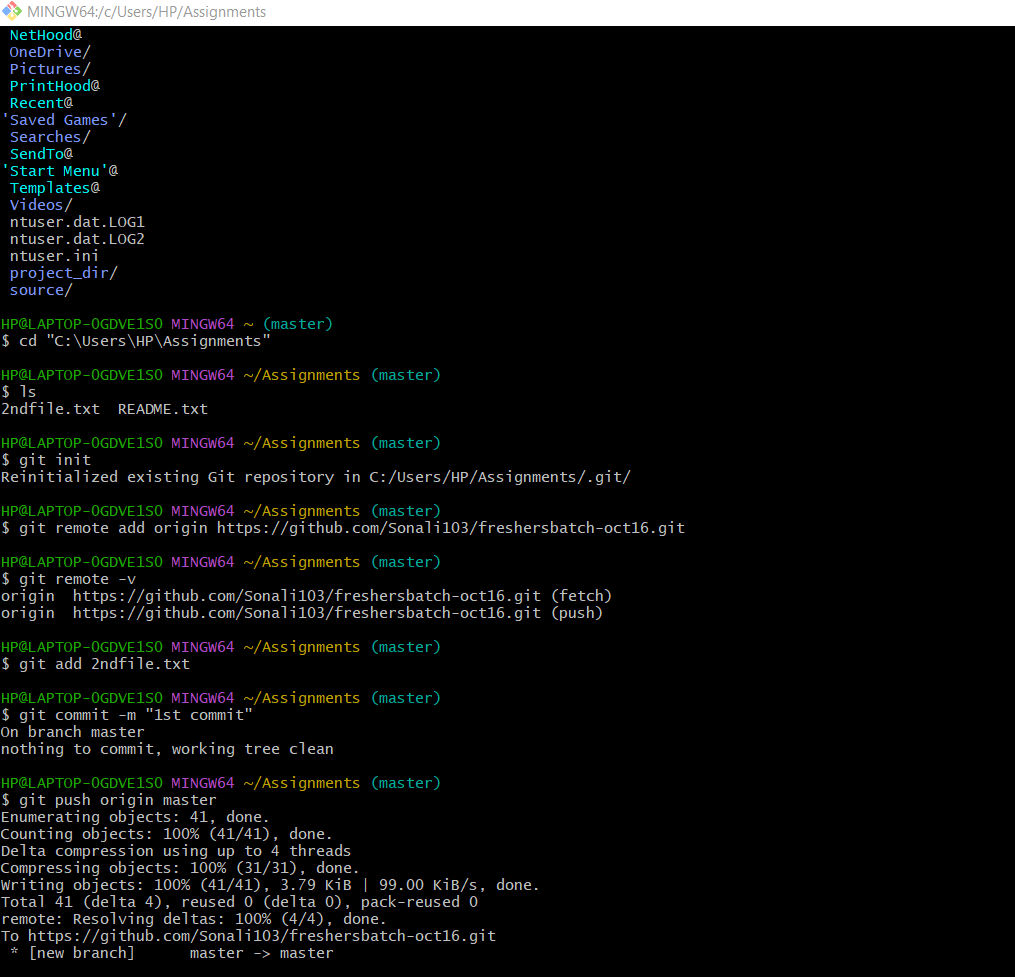 MINGW64:/c/Users/HP/Assignments
NetHood@
OneDrive/
Pictures/
PrintHood@
Recent@
'Saved Games'/
Searches/
SendTo@
'Start Menu'@
Templates@
Videos/
ntuser.dat.LOG1
ntuser.dat.LOG2
ntuser.ini
project_dir/
source/
HP@LAPTOP-0GDVE1S0 MINGW64 ~ (master)
$ cd "C:\Users\HP\Assignments"
HP@LAPTOP-0GDVE1S0 MINGW64 ~/Assignments (master)
$ ls
2ndfile.txt  README.txt
HP@LAPTOP-0GDVE1S0 MINGW64 ~/Assignments (master)
$ git init
Reinitialized existing Git repository in C:/Users/HP/Assignments/.git/
HP@LAPTOP-0GDVE1S0 MINGW64 ~/Assignments (master)
$ git remote add origin https://github.com/Sonali103/freshersbatch-oct16.git
HP@LAPTOP-0GDVE1S0 MINGW64 ~/Assignments (master)
$ git remote -v
origin  https://github.com/Sonali103/freshersbatch-oct16.git (fetch)
origin  https://github.com/Sonali103/freshersbatch-oct16.git (push)
HP@LAPTOP-0GDVE1S0 MINGW64 ~/Assignments (master)
$ git add 2ndfile.txt
HP@LAPTOP-0GDVE1S0 MINGW64 ~/Assignments (master)
$ git commit -m "1st commit"
On branch master
nothing to commit, working tree clean
HP@LAPTOP-0GDVE1S0 MINGW64 ~/Assignments (master)
$ git push origin master
Enumerating objects: 41, done.
Counting objects: 100% (41/41), done.
Delta compression using up to 4 threads
Compressing objects: 100% (31/31), done.
Writing objects: 100% (41/41), 3.79 KiB | 99.00 KiB/s, done.
Total 41 (delta 4), reused 0 (delta 0), pack-reused 0
remote: Resolving deltas: 100% (4/4), done.
To https://github.com/Sonali103/freshersbatch-oct16.git
* [new branch]      master -> master